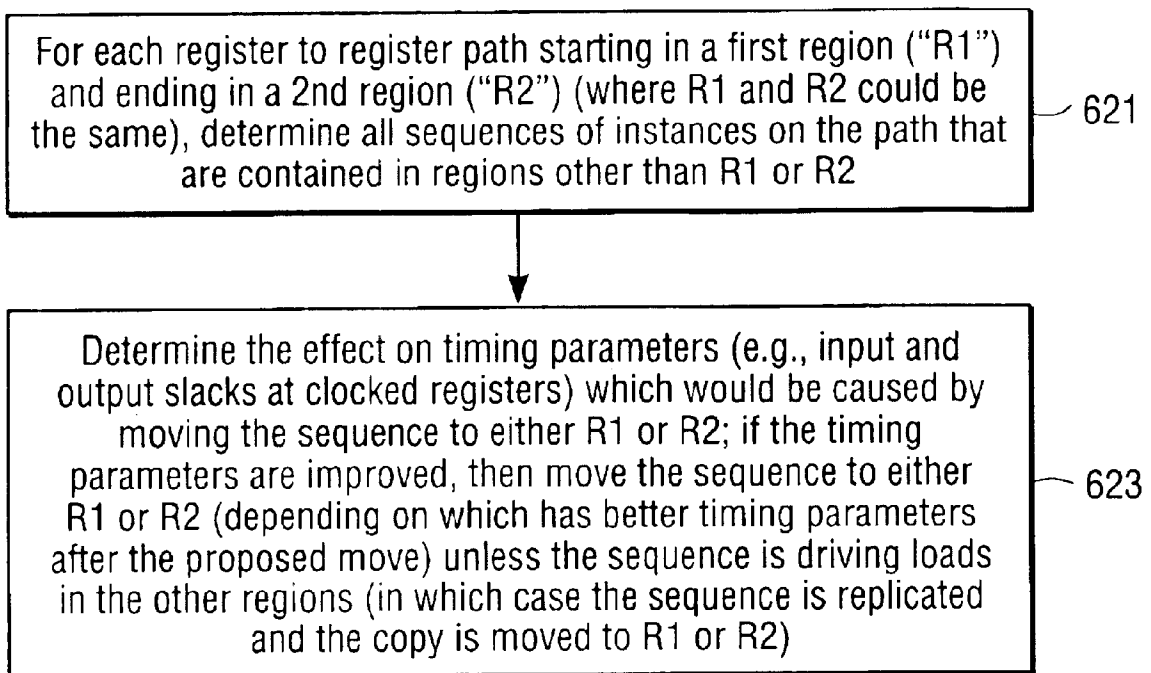 For each register to register path starting in a first region ("R1")
and ending in a 2nd region ("R2") (where R1 and R2 could be
the same), determine all sequences of instances on the path that
are contained in regions other than R1 or R2
621
Determine the effect on timing parameters (e.g., input and
output slacks at clocked registers) which would be caused by
moving the sequence to either R1 or R2; if the timing
parameters are improved, then move the sequence to either
R1 or R2 (depending on which has better timing parameters
after the proposed move) unless the sequence is driving loads
in the other regions (in which case the sequence is replicated
and the copy is moved to R1 or R2)
623